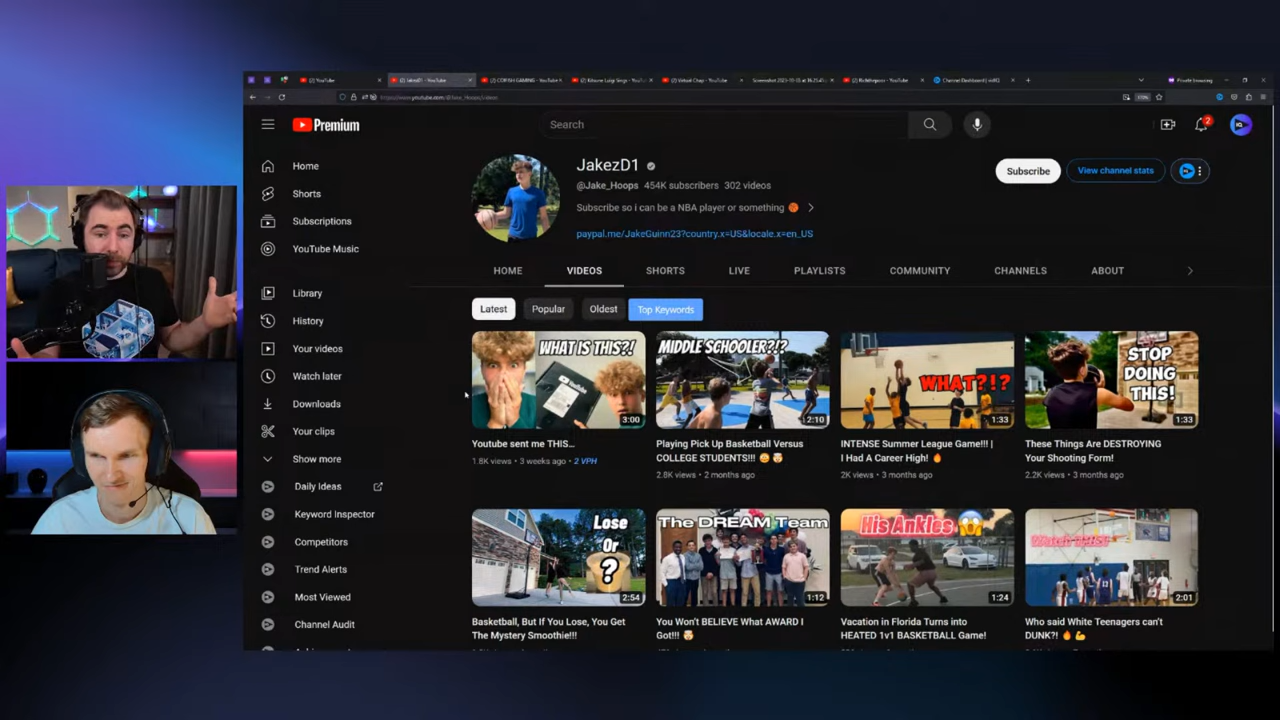 YouTube
JakezD1 - YouTube
Private browsing
Premium
Search
2
Home
Shorts
Subscriptions
YouTube Music
Library
History
Your videos
Watch later
Downloads
Your clips
Show more
Daily Ideas
Keyword Inspector
Competitors
Trend Alerts
Most Viewed
Channel Audit
JakezD1
@Jake_Hoops 454K subscribers 302 videos
Subscribe so i can be a NBA player or something 🏀
paypal.me/JakeGuinn23?country.x=US&locale.x=en_US
Subscribe
View channel stats
HOME
VIDEOS
SHORTS
LIVE
PLAYLISTS
COMMUNITY
CHANNELS
ABOUT
Latest
Popular
Oldest
Top Keywords
WHAT IS THIS?!
YouTube
3:00
Youtube sent me THIS...
1.8K views • 3 weeks ago • 2 VPH
MIDDLE SCHOOLER?!?
2:10
Playing Pick Up Basketball Versus
COLLEGE STUDENTS!!! 😳 🤯
2.8K views • 2 months ago
WHAT?!?
1:33
INTENSE Summer League Game!!! |
I Had A Career High! 🔥
2K views • 3 months ago
STOP
DOING
THIS!
1:33
These Things Are DESTROYING
Your Shooting Form!
2.2K views • 3 months ago
Lose
Or
?
2:54
Basketball, But If You Lose, You Get
The Mystery Smoothie!!!
The DREAM Team
1:12
You Won't BELIEVE What AWARD I
Got!!! 🤯
His Ankles 😱
1:24
Vacation in Florida Turns into
HEATED 1v1 BASKETBALL Game!
Watch THIS!
2:01
Who said White Teenagers can't
DUNK?! 🔥 💪